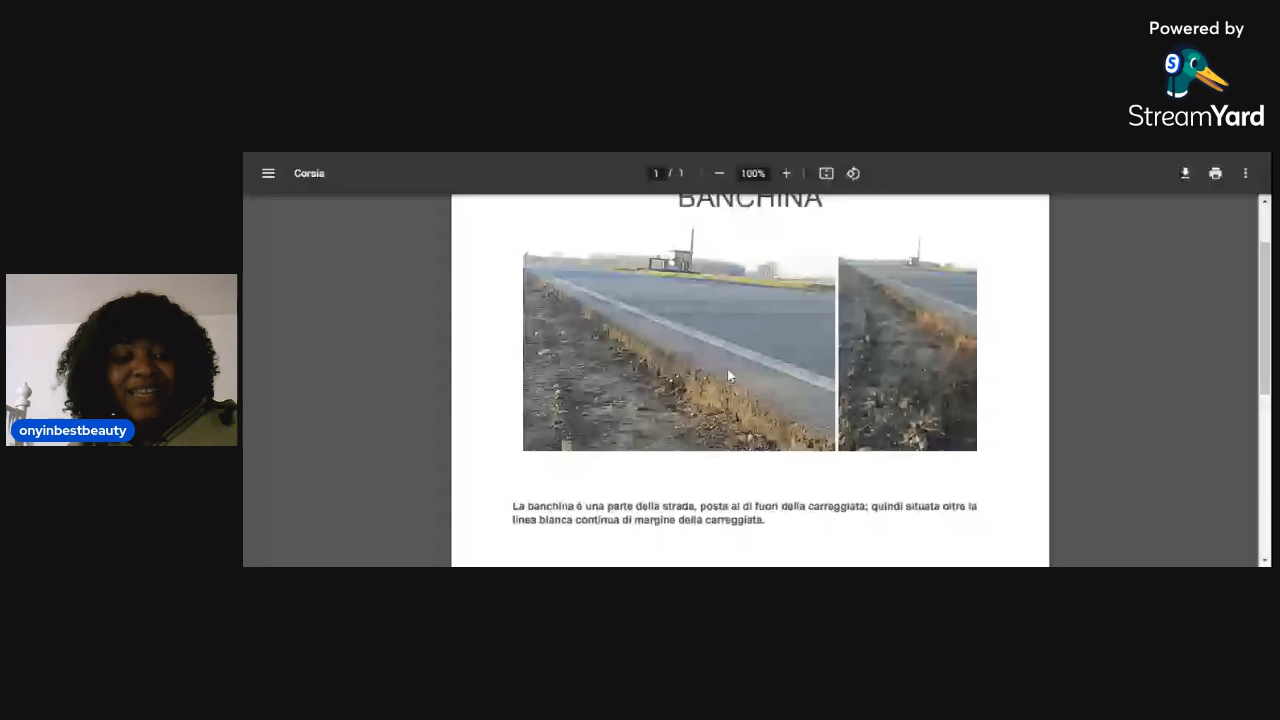 Powered by
StreamYard
Corsia
1 / 1
100%
BANCHINA
onyinbestbeauty
La banchina è una parte della strada, posta al di fuori della carreggiata; quindi situata oltre la
linea bianca continua di margine della carreggiata.